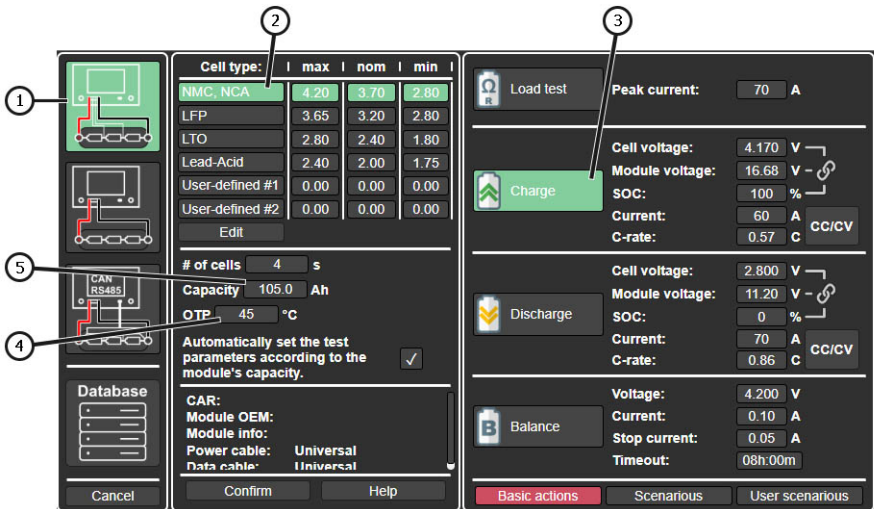 2
3
1
5
4
CAN
RS485
Database
Cancel
Cell type: max nom min
NMC, NCA 4.20 3.70 2.80
LFP 3.65 3.20 2.80
LTO 2.80 2.40 1.80
Lead-Acid 2.40 2.00 1.75
User-defined #1 0.00 0.00 0.00
User-defined #2 0.00 0.00 0.00
Edit
# of cells 4 s
Capacity 105.0 Ah
OTP 45 °C
Automatically set the test
parameters according to the
module's capacity. ✓
CAR:
Module OEM:
Module info:
Power cable: Universal
Data cable: Universal
Confirm Help
Ω
R
Load test Peak current: 70 A
Charge
Cell voltage: 4.170 V
Module voltage: 16.68 V
SOC: 100 %
Current: 60 A
C-rate: 0.57 C
CC/CV
Discharge
Cell voltage: 2.800 V
Module voltage: 11.20 V
SOC: 0 %
Current: 70 A
C-rate: 0.86 C
CC/CV
B Balance
Voltage: 4.200 V
Current: 0.10 A
Stop current: 0.05 A
Timeout: 08h:00m
Basic actions Scenarious User scenarious